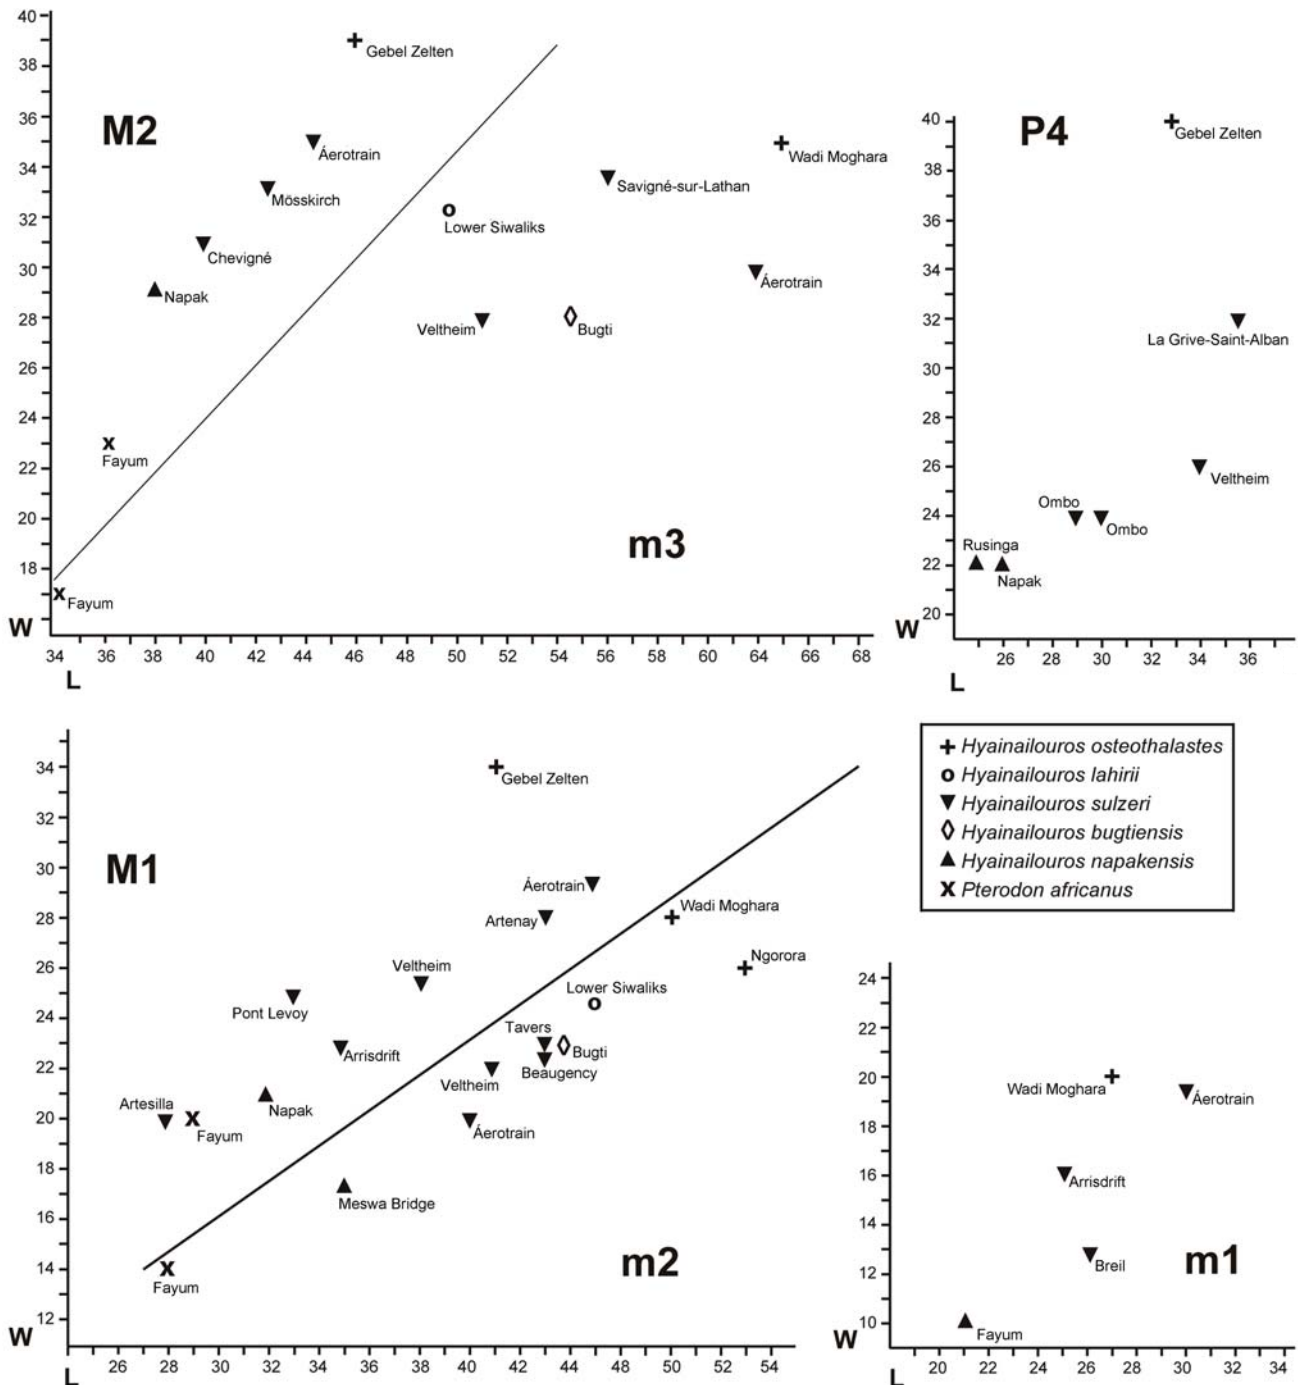 40
38
36
34
32
30
28
26
24
22
20
18
W
M2
m3
Gebel Zelten
Áerotrain
Mösskirch
Chevigné
Napak
Fayum
Fayum
Wadi Moghara
Savigné-sur-Lathan
Lower Siwaliks
Áerotrain
Veltheim
Bugti
34 36 40 42 44 46 48 50 52 54 56 58 60 62 64 66 68
L
40
38
36
34
32
30
28
26
24
22
20
W
P4
Gebel Zelten
La Grive-Saint-Alban
Veltheim
Ombo
Ombo
Rusinga
Napak
26 28 30 32 34 36
L
34
32
30
28
26
24
22
20
18
16
14
12
W
M1
m2
Gebel Zelten
Áerotrain
Artenay
Wadi Moghara
Ngorora
Veltheim
Lower Siwaliks
Pont Levoy
Tavers
Arrisdrift
Bugti
Beaugency
Veltheim
Artesilla
Napak
Fayum
Áerotrain
Meswa Bridge
Fayum
26 28 30 32 34 36 38 40 42 44 46 48 50 52 54
L
+ Hyainailouros osteothalastes
o Hyainailouros lahirii
▼ Hyainailouros sulzeri
◊ Hyainailouros bugtiensis
▲ Hyainailouros napakensis
x Pterodon africanus
24
22
20
18
16
14
12
10
W
m1
Wadi Moghara
Áerotrain
Arrisdrift
Breil
Fayum
20 22 24 26 28 30 32 34
L